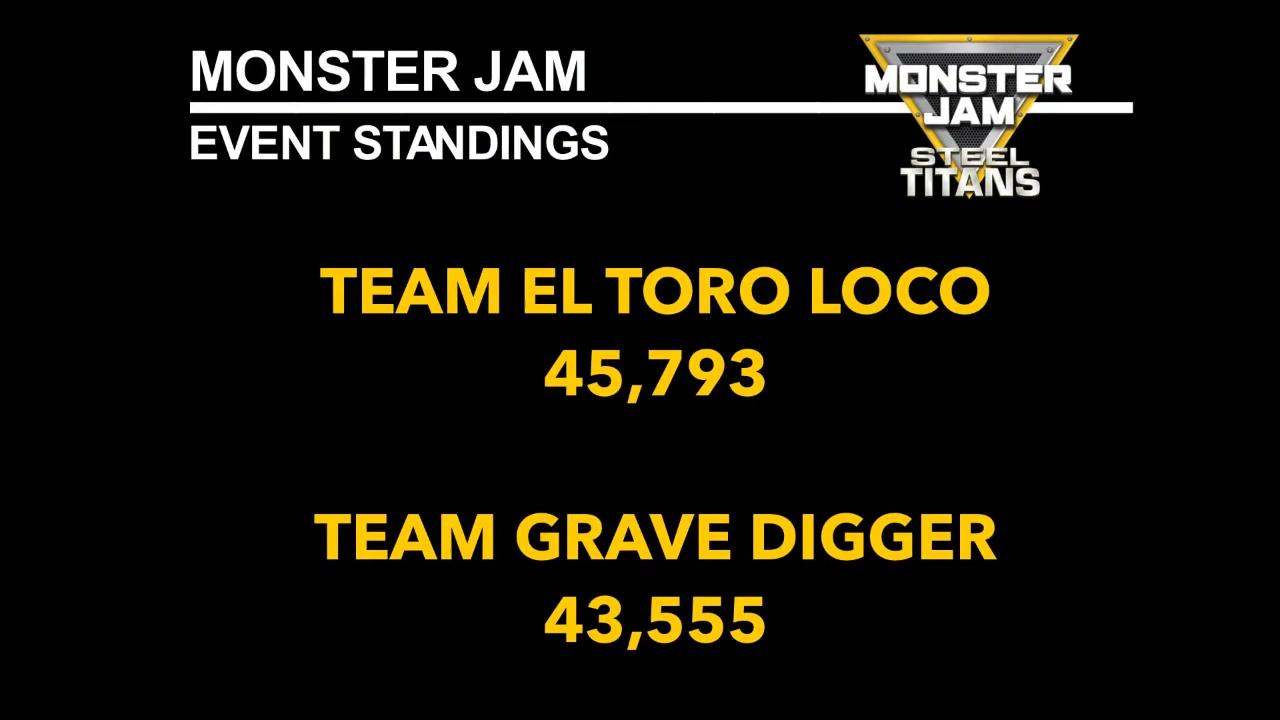 MONSTER JAM
EVENT STANDINGS
MONSTER
JAM
STEEL
TITANS
TEAM EL TORO LOCO
45,793
TEAM GRAVE DIGGER
43,555